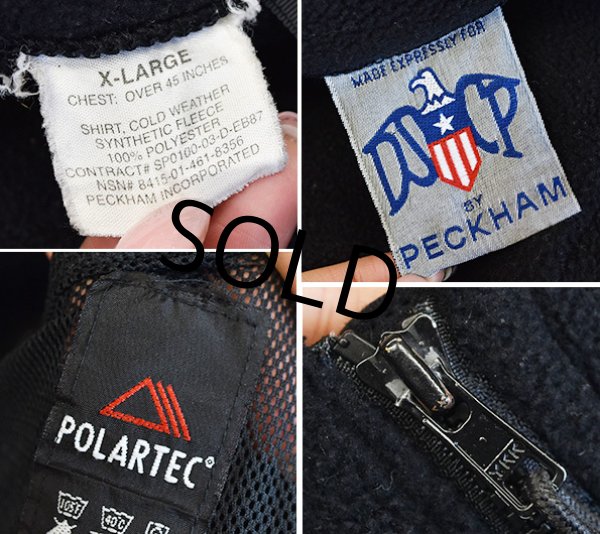 X-LARGE
CHEST: OVER 45 INCHES
SHIRT, COLD WEATHER
SYNTHETIC FLEECE
100% POLYESTER
CONTRACT# SP0100-03-D-EB87
NSN# 8415-01-461-8356
PECKHAM INCORPORATED
MADE EXPRESSLY FOR
DSCP
BY
PECKHAM
SOLD
POLARTEC®
105F
40°C
YKK